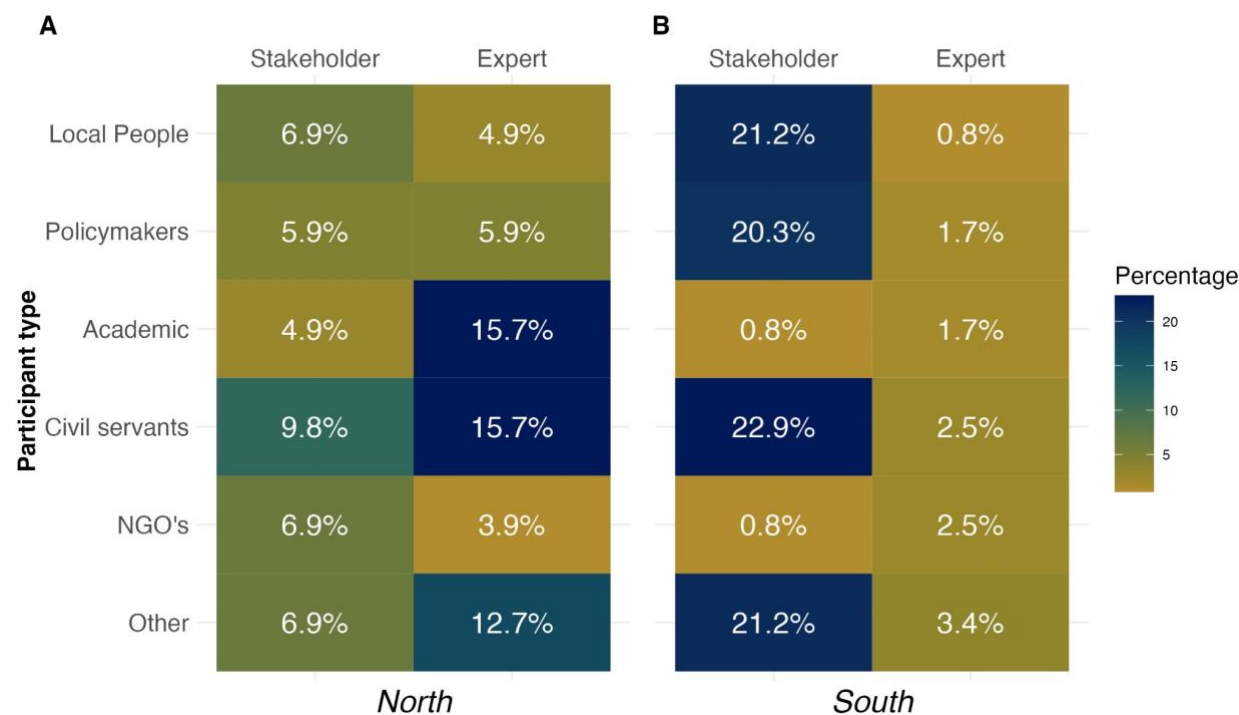 A
B
Stakeholder Expert Stakeholder Expert
Local People 6.9% 4.9% 21.2% 0.8%
Policymakers 5.9% 5.9% 20.3% 1.7%
Academic 4.9% 15.7% 0.8% 1.7%
Civil servants 9.8% 15.7% 22.9% 2.5%
NGO's 6.9% 3.9% 0.8% 2.5%
Other 6.9% 12.7% 21.2% 3.4%
North South
Participant type
Percentage
20
15
10
5